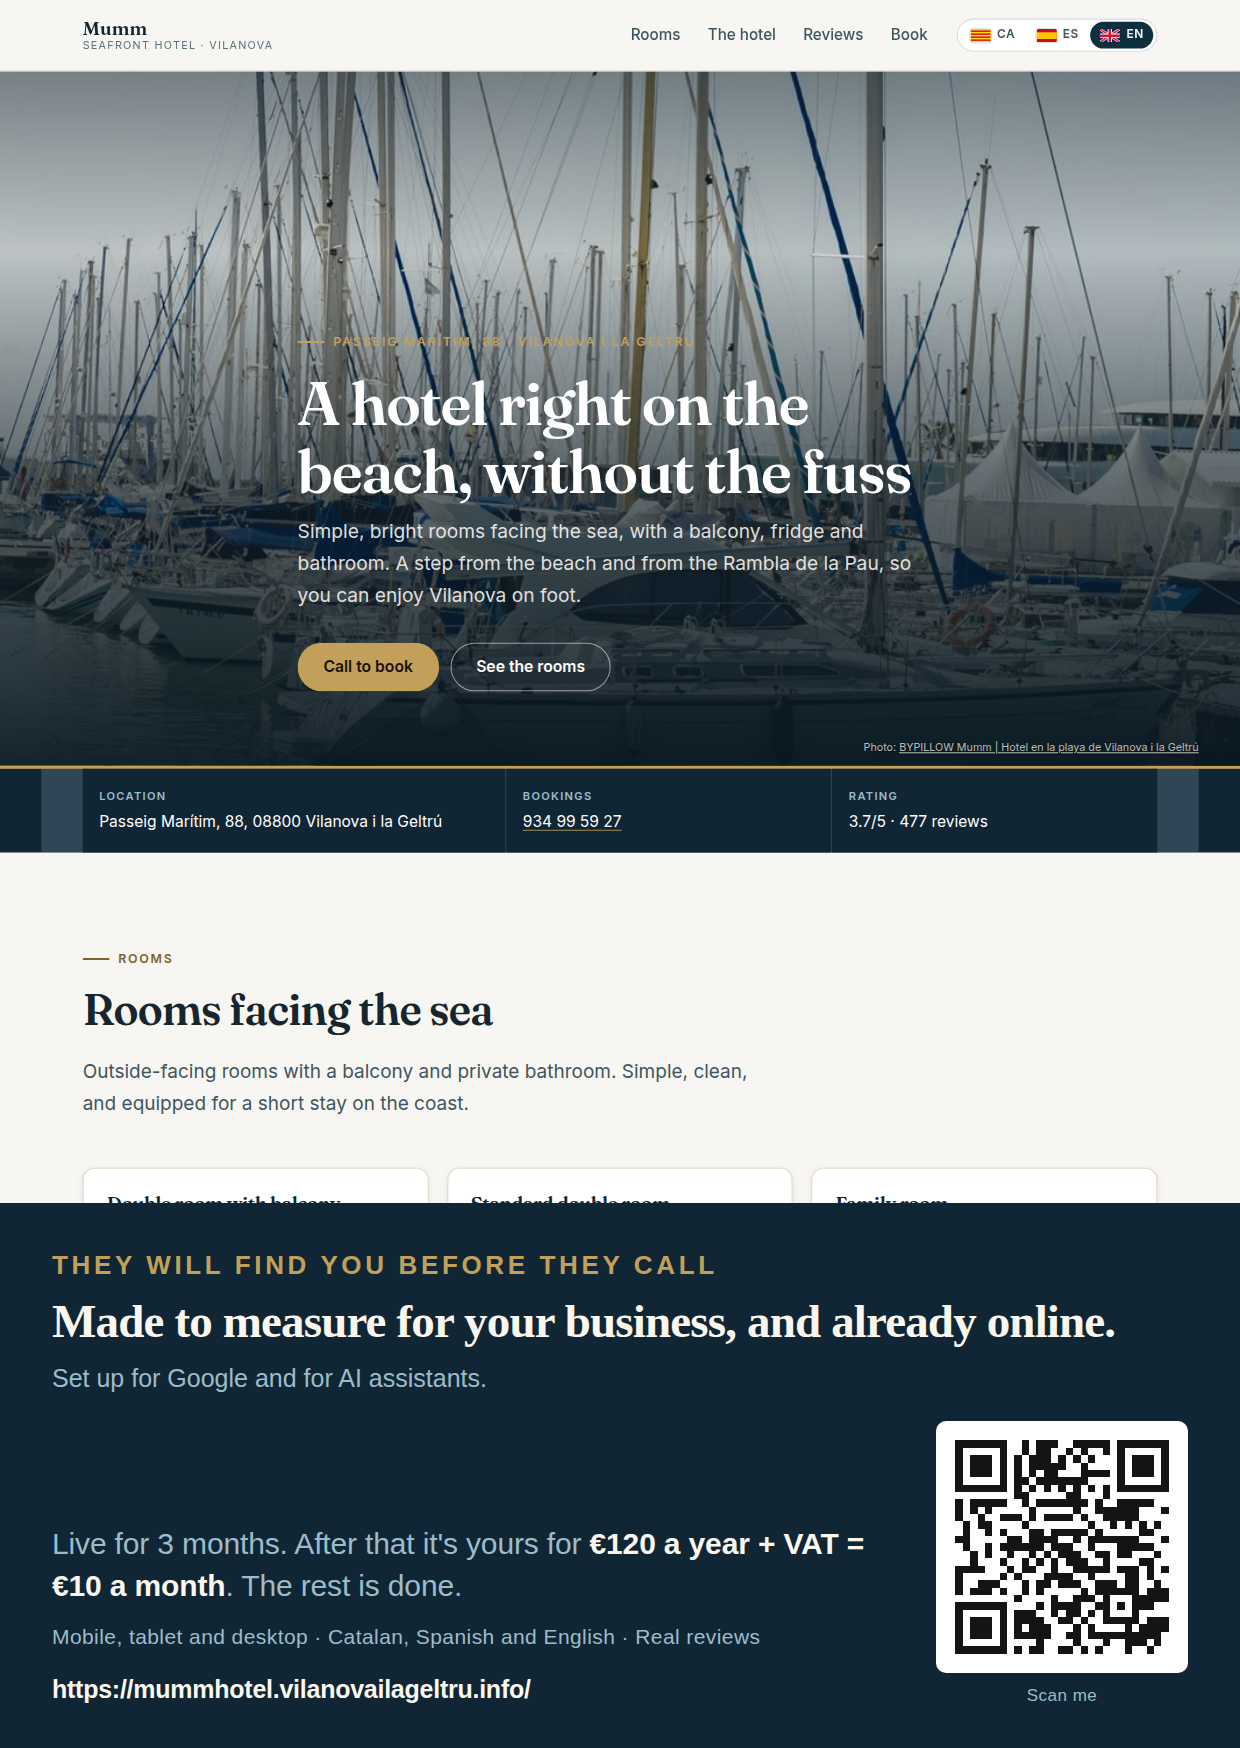 Mumm
SEAFRONT HOTEL · VILANOVA
Rooms
The hotel
Reviews
Book
CA
ES
EN
PASSEIG MARÍTIM, 88 · VILANOVA I LA GELTRÚ
A hotel right on the
beach, without the fuss
Simple, bright rooms facing the sea, with a balcony, fridge and
bathroom. A step from the beach and from the Rambla de la Pau, so
you can enjoy Vilanova on foot.
Call to book
See the rooms
Photo: BYPILLOW Mumm | Hotel en la playa de Vilanova i la Geltrú
LOCATION
Passeig Marítim, 88, 08800 Vilanova i la Geltrú
BOOKINGS
934 99 59 27
RATING
3.7/5 · 477 reviews
ROOMS
Rooms facing the sea
Outside-facing rooms with a balcony and private bathroom. Simple, clean,
and equipped for a short stay on the coast.
Double room with balcony
Standard double room
Family room
THEY WILL FIND YOU BEFORE THEY CALL
Made to measure for your business, and already online.
Set up for Google and for AI assistants.
Live for 3 months. After that it's yours for €120 a year + VAT =
€10 a month. The rest is done.
Mobile, tablet and desktop · Catalan, Spanish and English · Real reviews
https://mummhotel.vilanovailageltru.info/
Scan me